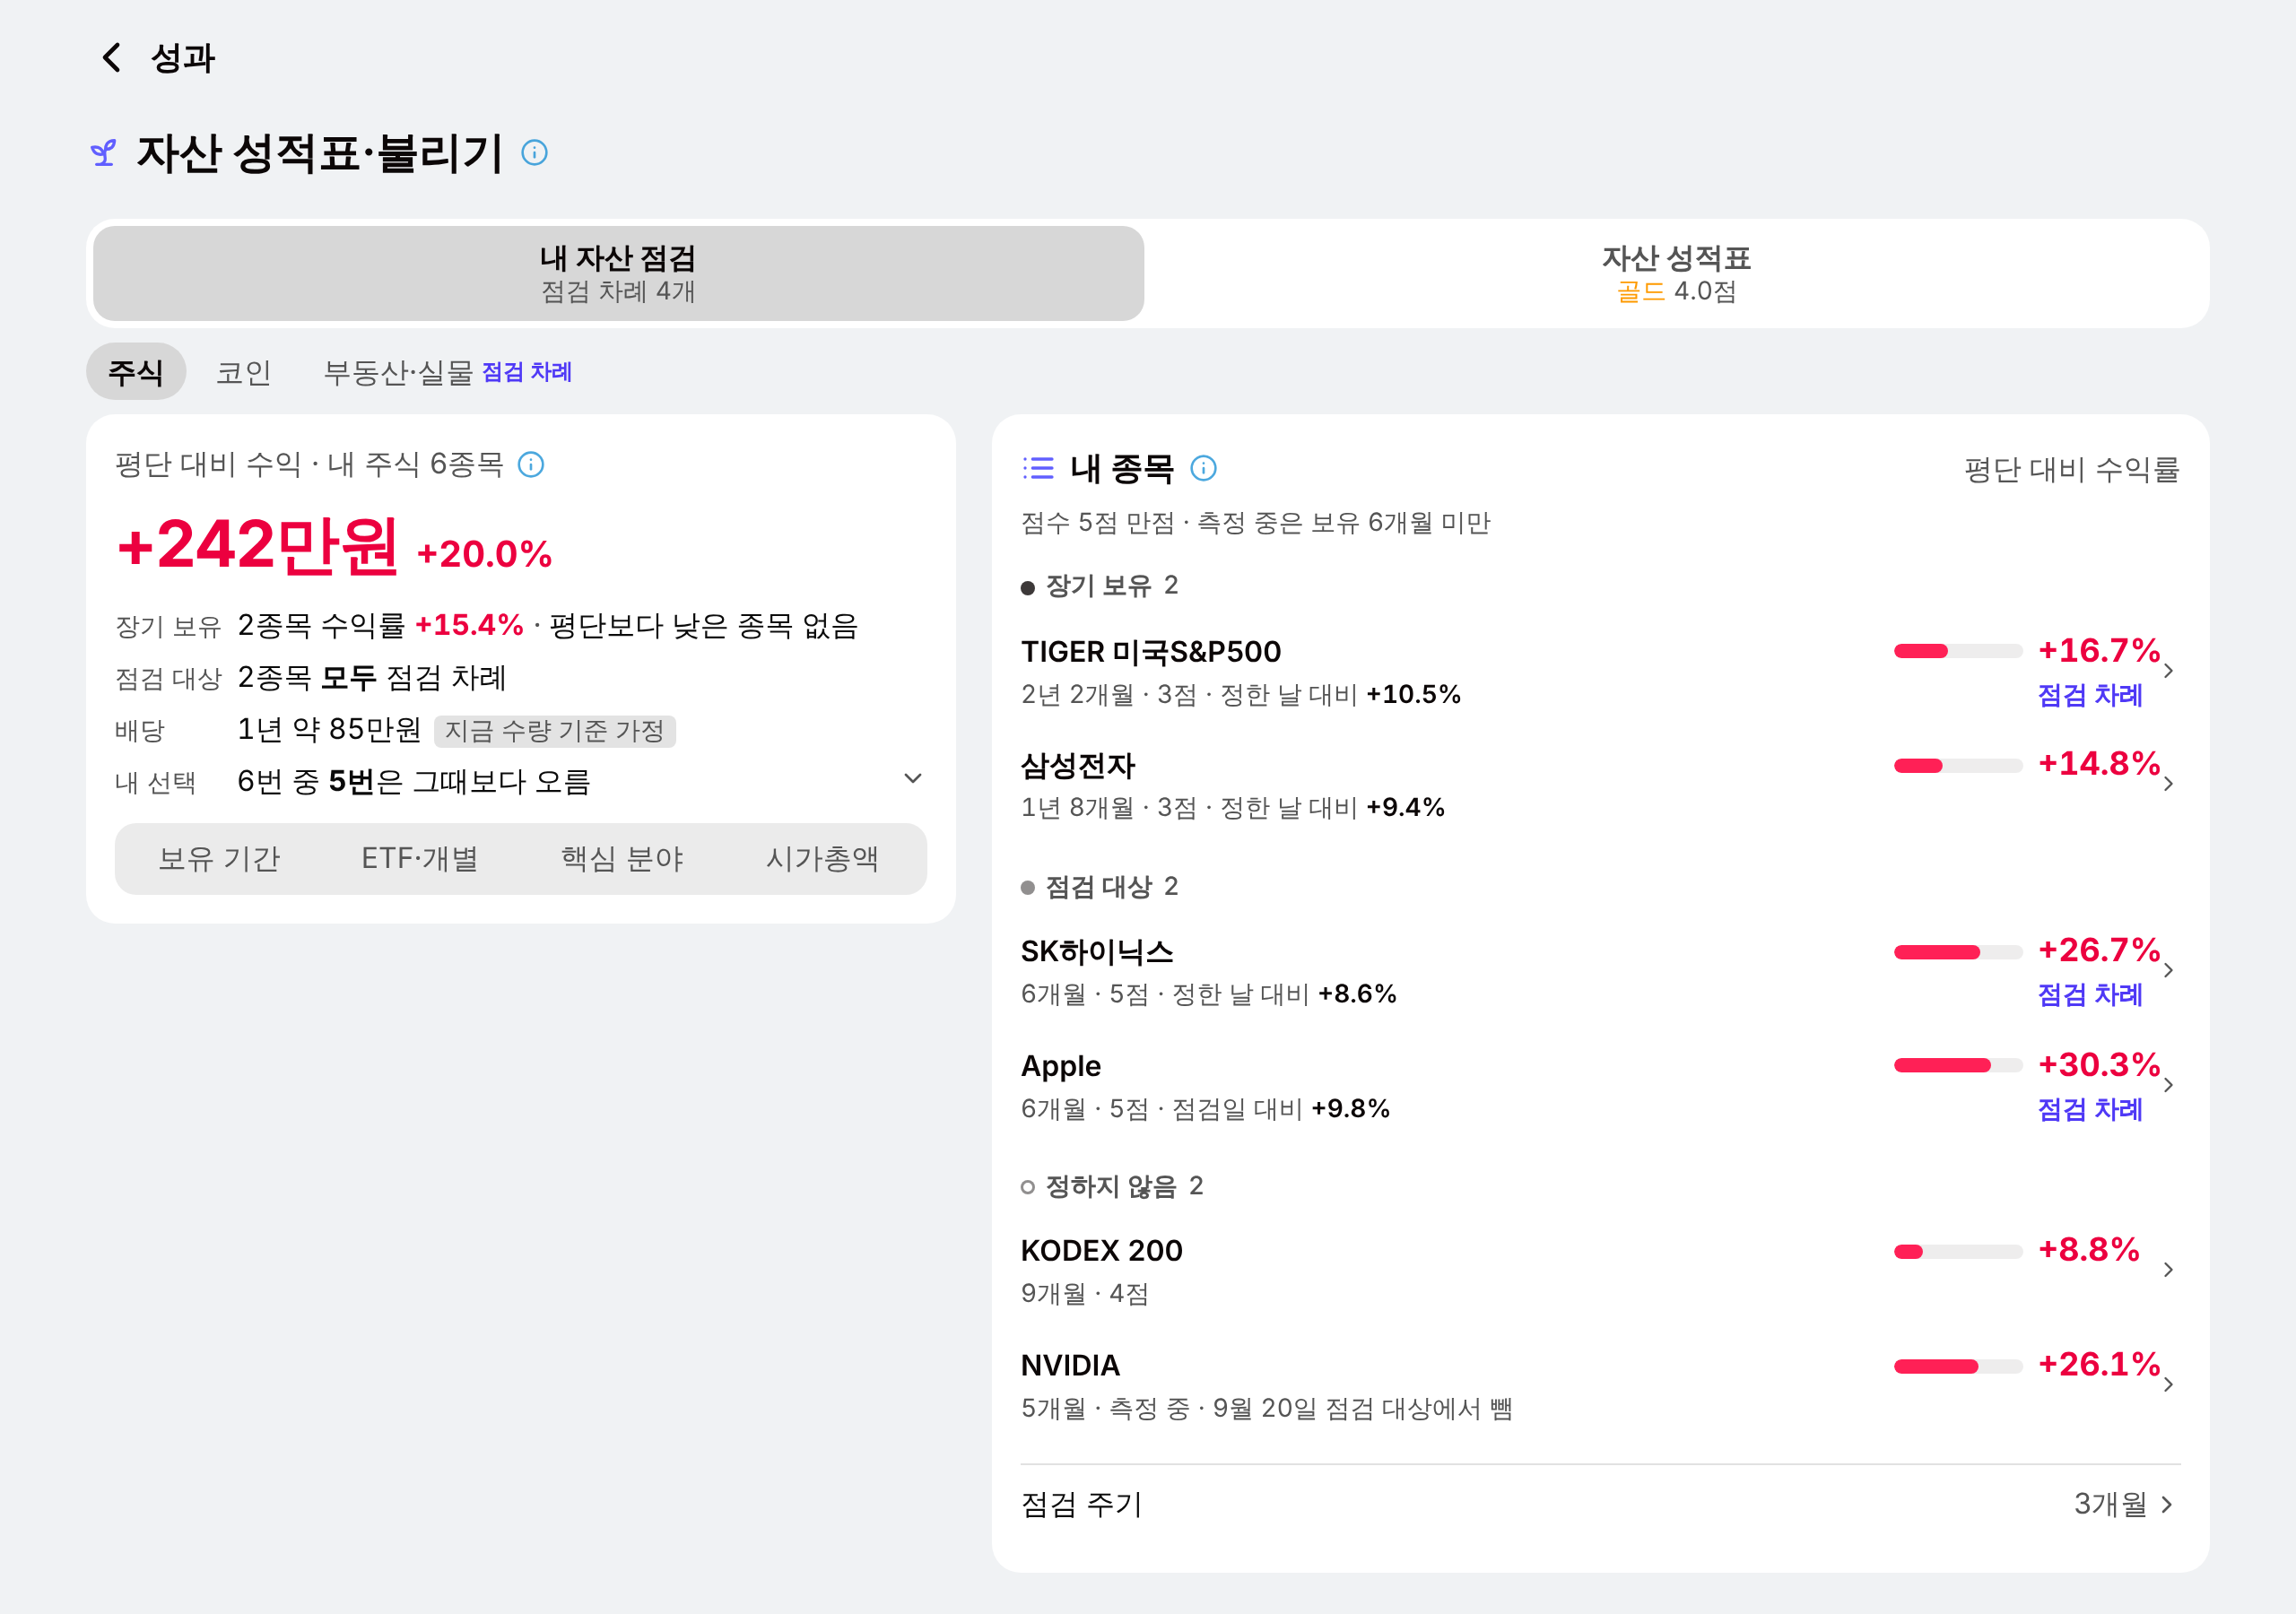 성과
자산 성적표·불리기
내 자산 점검
점검 차례 4개
자산 성적표
골드 4.0점
주식 코인 부동산·실물 점검 차례
평단 대비 수익 · 내 주식 6종목
+242만원 +20.0%
장기 보유 2종목 수익률 +15.4% · 평단보다 낮은 종목 없음
점검 대상 2종목 모두 점검 차례
배당 1년 약 85만원 지금 수량 기준 가정
내 선택 6번 중 5번은 그때보다 오름
보유 기간 ETF·개별 핵심 분야 시가총액
내 종목 평단 대비 수익률
점수 5점 만점 · 측정 중은 보유 6개월 미만
장기 보유 2
TIGER 미국S&P500 +16.7%
2년 2개월 · 3점 · 정한 날 대비 +10.5% 점검 차례
삼성전자 +14.8%
1년 8개월 · 3점 · 정한 날 대비 +9.4%
점검 대상 2
SK하이닉스 +26.7%
6개월 · 5점 · 정한 날 대비 +8.6% 점검 차례
Apple +30.3%
6개월 · 5점 · 점검일 대비 +9.8% 점검 차례
정하지 않음 2
KODEX 200 +8.8%
9개월 · 4점
NVIDIA +26.1%
5개월 · 측정 중 · 9월 20일 점검 대상에서 뺌
점검 주기 3개월